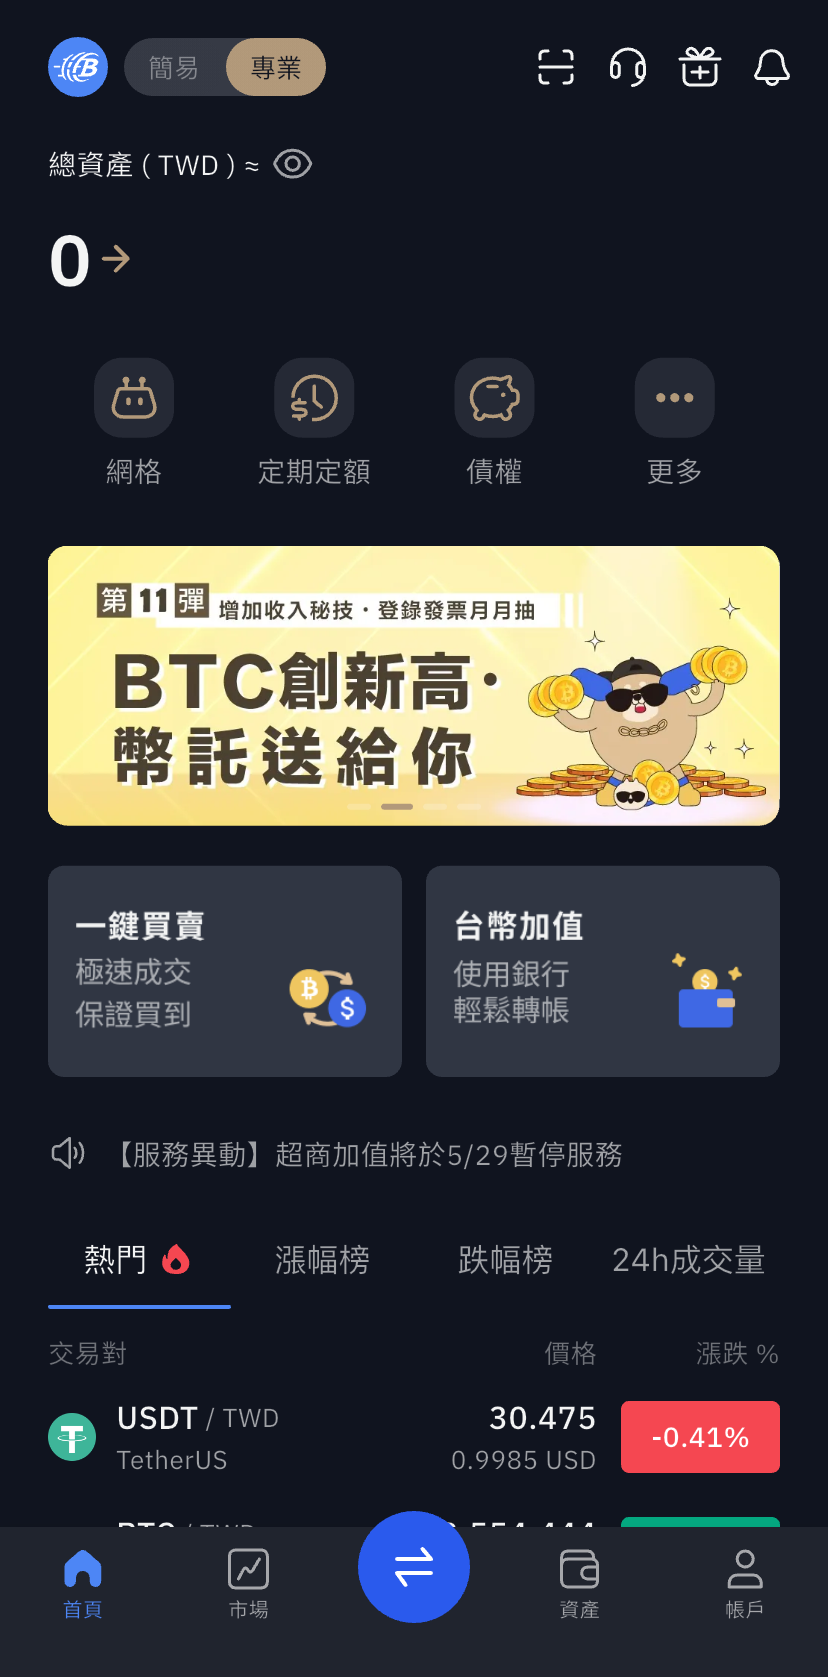 簡易 專業
總資產 ( TWD ) ≈
0
網格 定期定額 債權 更多
第11彈 增加收入秘技・登錄發票月月抽
BTC創新高・
幣託送給你
一鍵買賣
極速成交
保證買到
台幣加值
使用銀行
輕鬆轉帳
【服務異動】超商加值將於5/29暫停服務
熱門 漲幅榜 跌幅榜 24h成交量
交易對 價格 漲跌 %
USDT / TWD 30.475 -0.41%
TetherUS 0.9985 USD
首頁 市場 資產 帳戶